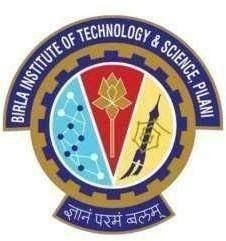 BIRLA INSTITUTE OF TECHNOLOGY & SCIENCE, PILANI
ज्ञानं परमं बलम्